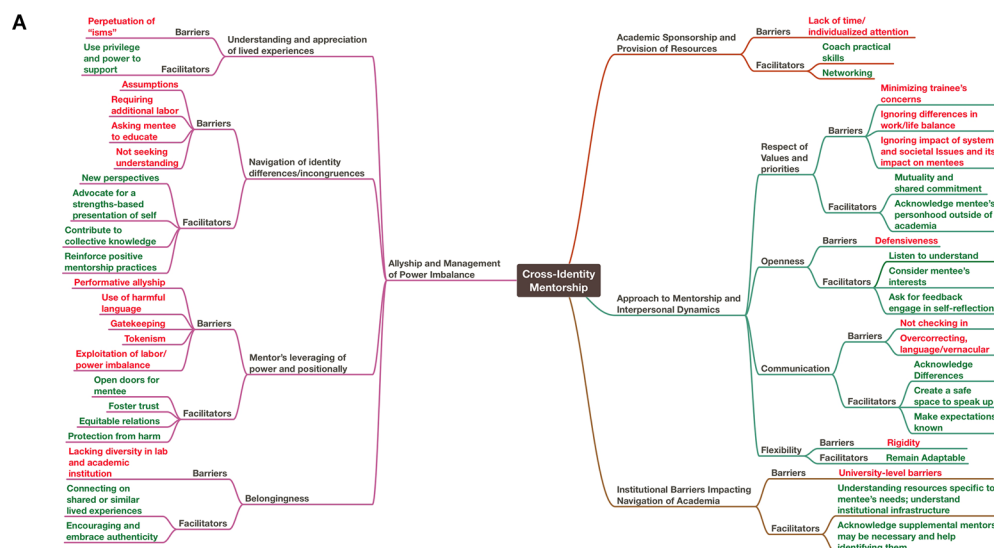 A
Perpetuation of
“isms”
Barriers
Use privilege
and power to
support
Facilitators
Understanding and appreciation
of lived experiences
Assumptions
Requiring
additional labor
Asking mentee
to educate
Not seeking
understanding
Barriers
New perspectives
Advocate for a
strengths-based
presentation of self
Contribute to
collective knowledge
Reinforce positive
mentorship practices
Facilitators
Navigation of identity
differences/incongruences
Performative allyship
Use of harmful
language
Gatekeeping
Tokenism
Exploitation of labor/
power imbalance
Barriers
Open doors for
mentee
Foster trust
Equitable relations
Protection from harm
Facilitators
Mentor’s leveraging of
power and positionally
Lacking diversity in lab
and academic
institution
Barriers
Connecting on
shared or similar
lived experiences
Encouraging and
embrace authenticity
Facilitators
Belongingness
Allyship and Management
of Power Imbalance
Cross-Identity
Mentorship
Academic Sponsorship and
Provision of Resources
Barriers
Lack of time/
individualized attention
Facilitators
Coach practical
skills
Networking
Approach to Mentorship and
Interpersonal Dynamics
Respect of
Values and
priorities
Barriers
Minimizing trainee’s
concerns
Ignoring differences in
work/life balance
Ignoring impact of system
and societal Issues and its
impact on mentees
Facilitators
Mutuality and
shared commitment
Acknowledge mentee’s
personhood outside of
academia
Openness
Barriers
Defensiveness
Facilitators
Listen to understand
Consider mentee’s
interests
Ask for feedback
engage in self-reflection
Communication
Barriers
Not checking in
Overcorrecting,
language/vernacular
Facilitators
Acknowledge
Differences
Create a safe
space to speak up
Make expectations
known
Flexibility
Barriers
Rigidity
Facilitators
Remain Adaptable
Institutional Barriers Impacting
Navigation of Academia
Barriers
University-level barriers
Facilitators
Understanding resources specific to
mentee’s needs; understand
institutional infrastructure
Acknowledge supplemental mentors
may be necessary and help
identifying them